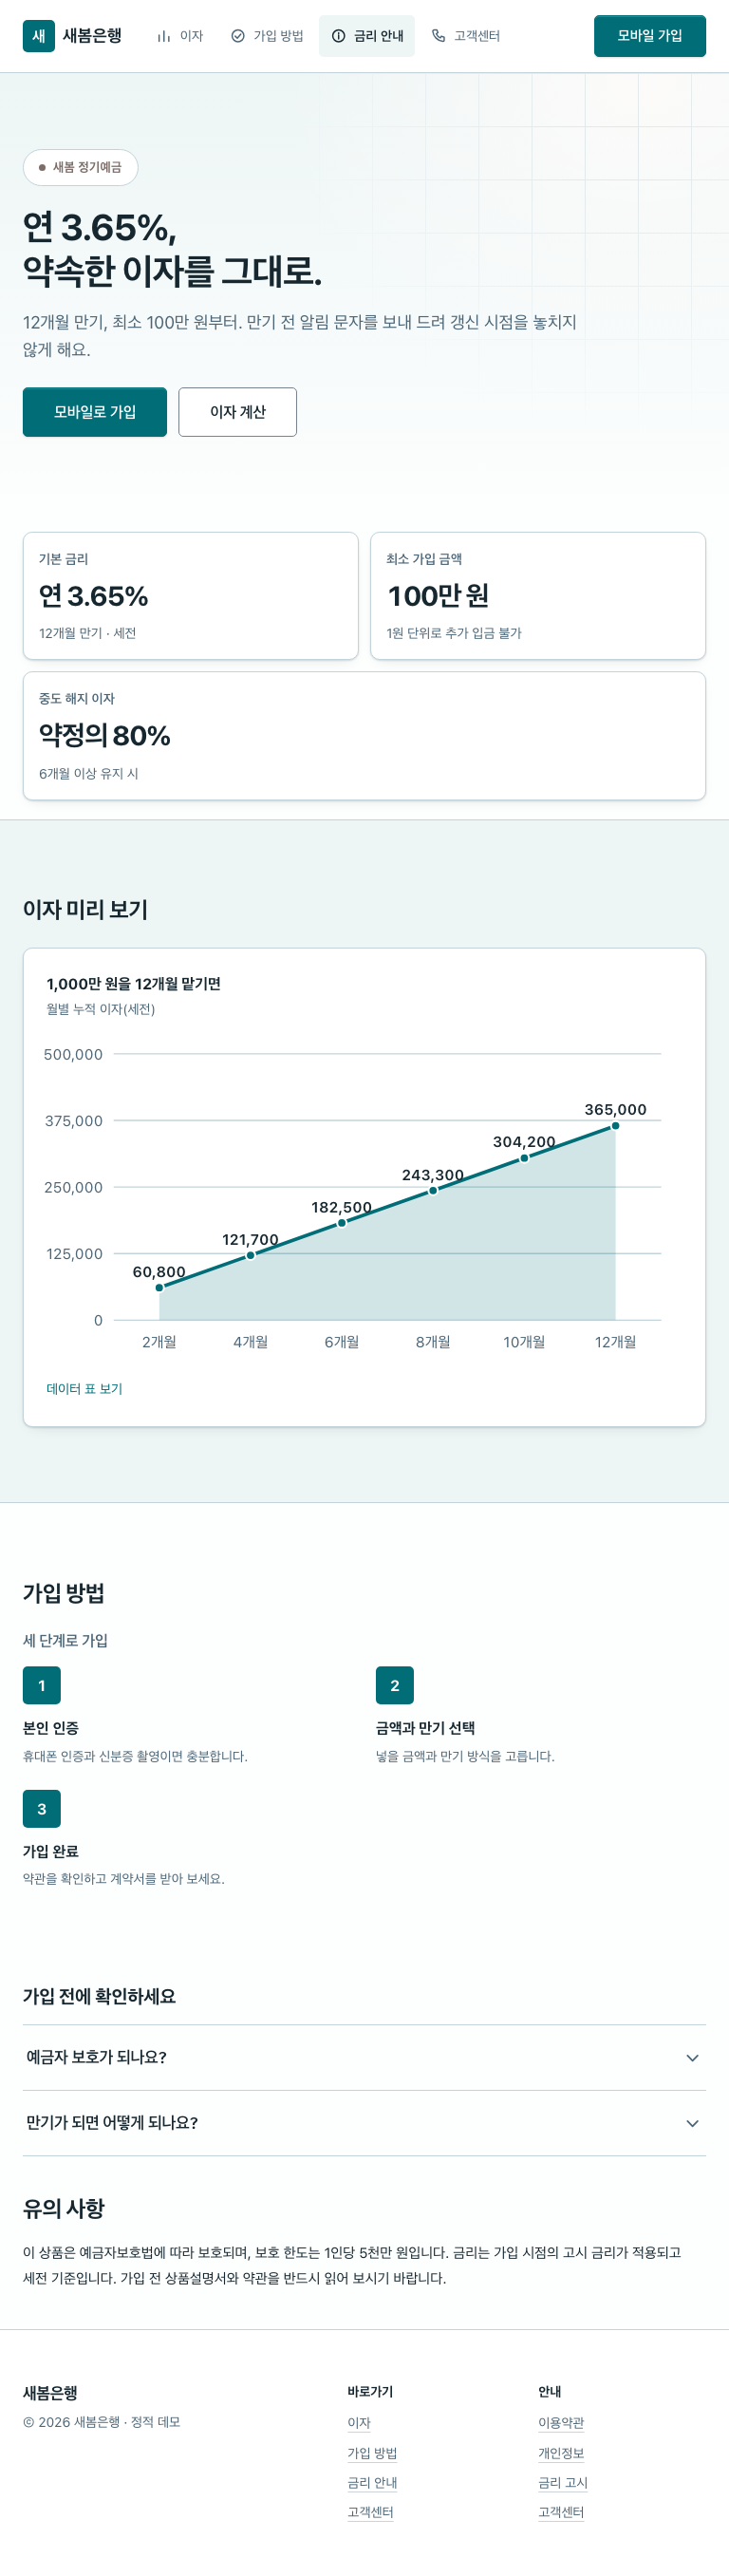 새 새봄은행
이자
가입 방법
금리 안내
고객센터
모바일 가입
새봄 정기예금
연 3.65%,
약속한 이자를 그대로.
12개월 만기, 최소 100만 원부터. 만기 전 알림 문자를 보내 드려 갱신 시점을 놓치지
않게 해요.
모바일로 가입
이자 계산
기본 금리
연 3.65%
12개월 만기 · 세전
최소 가입 금액
100만 원
1원 단위로 추가 입금 불가
중도 해지 이자
약정의 80%
6개월 이상 유지 시
이자 미리 보기
1,000만 원을 12개월 맡기면
월별 누적 이자(세전)
500,000
375,000
250,000
125,000
0
60,800
121,700
182,500
243,300
304,200
365,000
2개월
4개월
6개월
8개월
10개월
12개월
데이터 표 보기
가입 방법
세 단계로 가입
1
본인 인증
휴대폰 인증과 신분증 촬영이면 충분합니다.
2
금액과 만기 선택
넣을 금액과 만기 방식을 고릅니다.
3
가입 완료
약관을 확인하고 계약서를 받아 보세요.
가입 전에 확인하세요
예금자 보호가 되나요?
만기가 되면 어떻게 되나요?
유의 사항
이 상품은 예금자보호법에 따라 보호되며, 보호 한도는 1인당 5천만 원입니다. 금리는 가입 시점의 고시 금리가 적용되고
세전 기준입니다. 가입 전 상품설명서와 약관을 반드시 읽어 보시기 바랍니다.
새봄은행
© 2026 새봄은행 · 정적 데모
바로가기
이자
가입 방법
금리 안내
고객센터
안내
이용약관
개인정보
금리 고시
고객센터